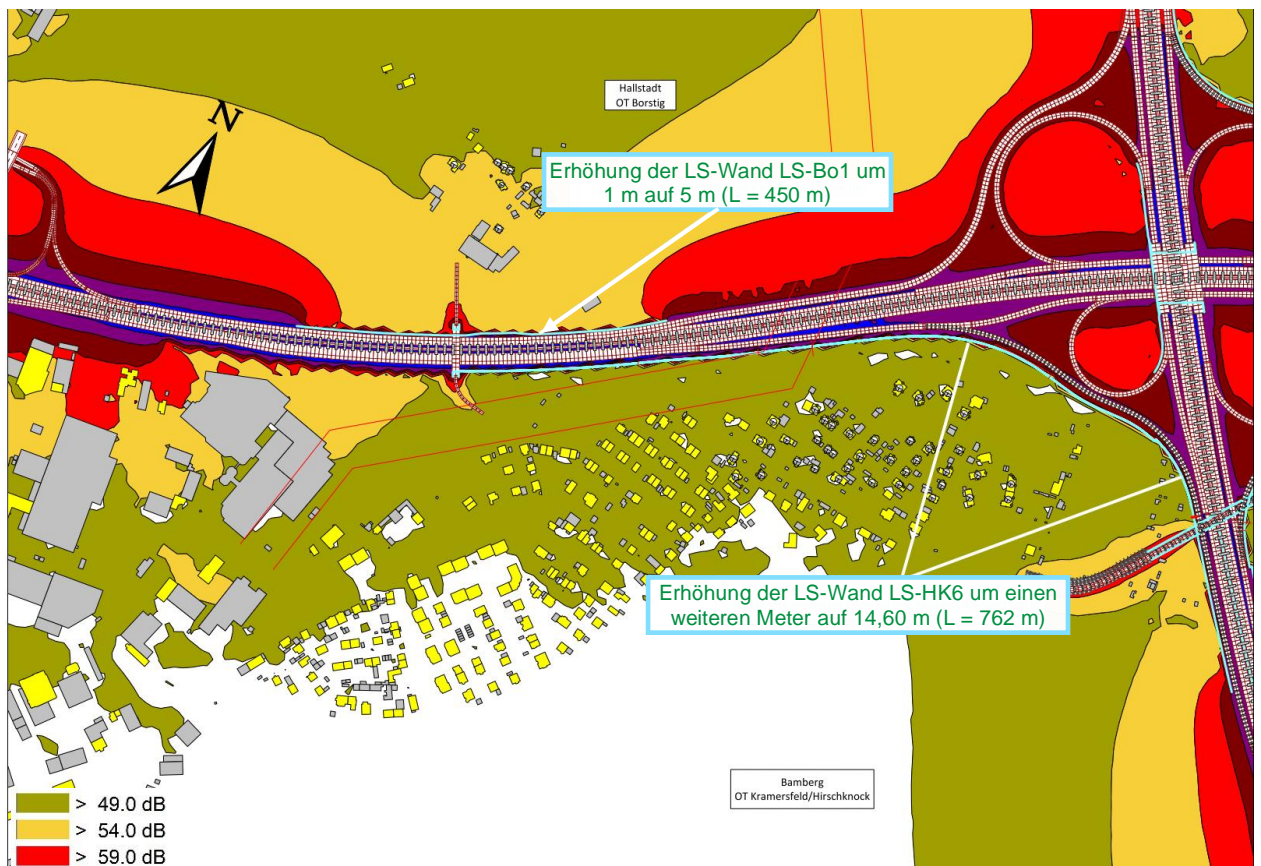 Hallstadt
OT Borstig
N
Erhöhung der LS-Wand LS-Bo1 um
1 m auf 5 m (L = 450 m)
Erhöhung der LS-Wand LS-HK6 um einen
weiteren Meter auf 14,60 m (L = 762 m)
Bamberg
OT Kramersfeld/Hirschknock
> 49.0 dB
> 54.0 dB
> 59.0 dB